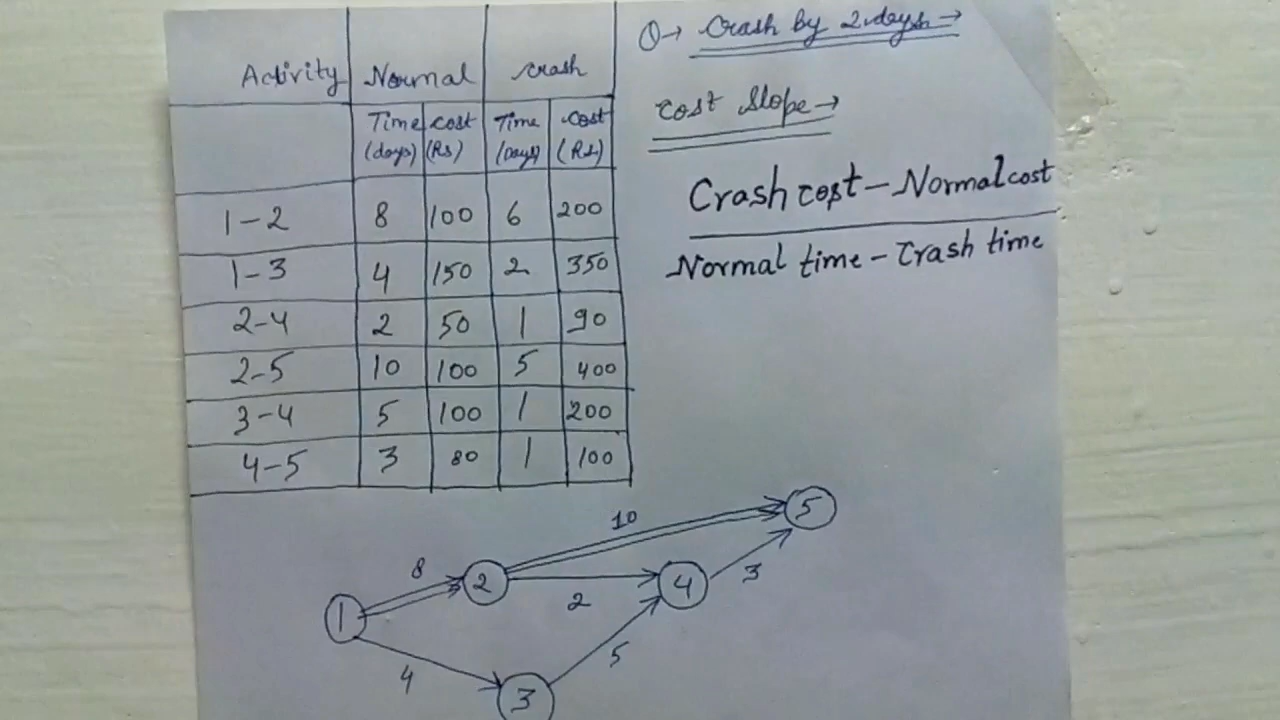 Q→ Crash by 2 days→
Cost Slope→
Crash cost – Normal cost
Normal time – Crash time
Activity Normal Crash
Time (days) Cost (Rs) Time (Days) Cost (Rs)
1-2 8 100 6 200
1-3 4 150 2 350
2-4 2 50 1 90
2-5 10 100 5 400
3-4 5 100 1 200
4-5 3 80 1 100
10 5
8 2 4 3
1 2
4 5
3